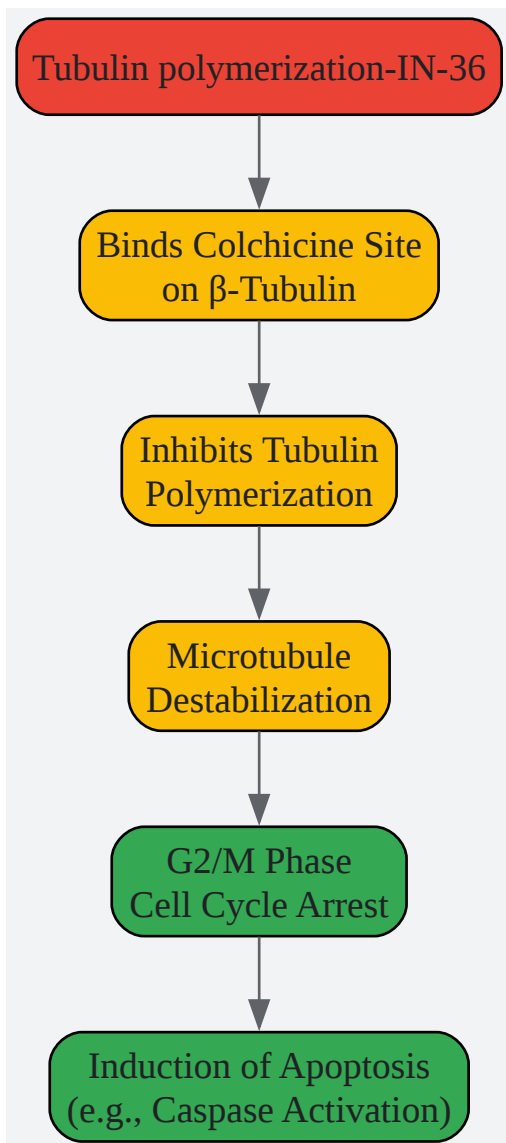 Tubulin polymerization-IN-36
Binds Colchicine Site
on β-Tubulin
Inhibits Tubulin
Polymerization
Microtubule
Destabilization
G2/M Phase
Cell Cycle Arrest
Induction of Apoptosis
(e.g., Caspase Activation)